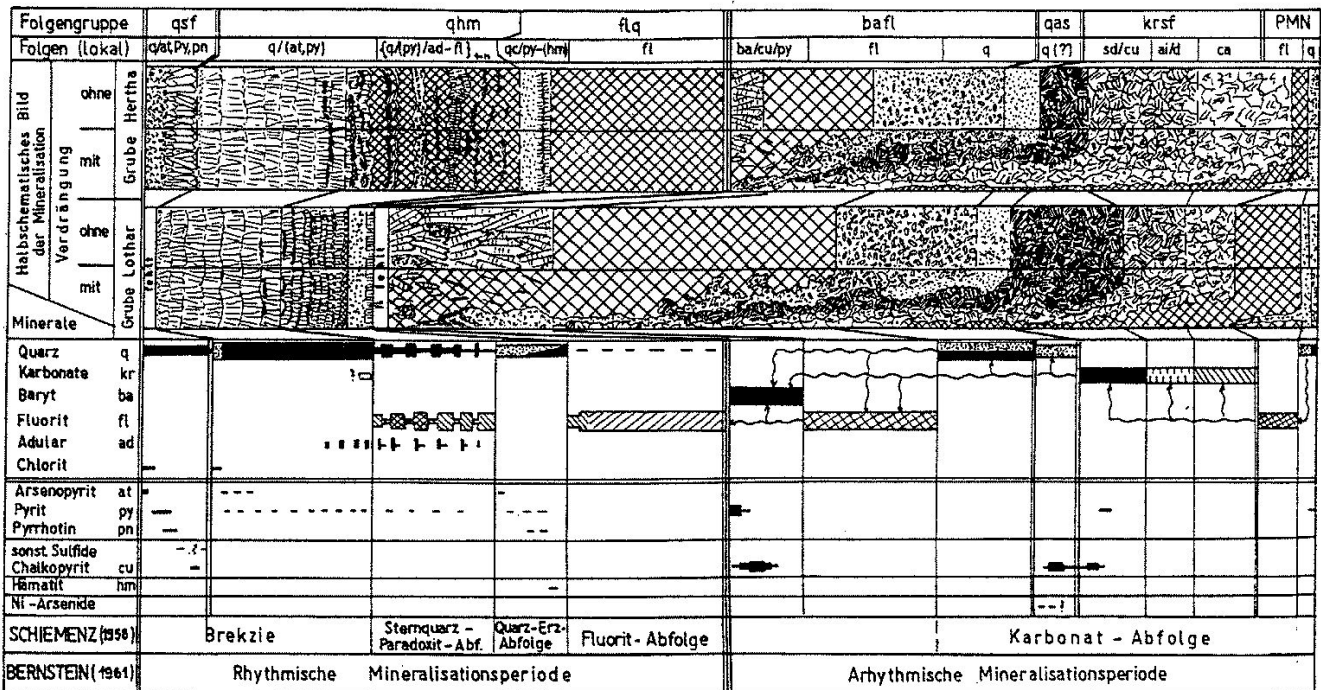 Folgengruppe qsf qhm flq bafl qas krsf PMN
Folgen (lokal) q/at,Py,pn q/(at,py) {q/(py)/ad-fl} qc/py-(hm) fl ba/cu/py fl q q(??) sd/cu ai/d ca fl q
Halbschematisches Bild
der Mineralisation
Verdrängung
ohne
mit
Grube Hertha
ohne
mit
Grube Lothar
fehlt
fehlt
Minerale
Quarz q
Karbonate kr
Baryt ba
Fluorit fl
Adular ad
Chlorit
Arsenopyrit at
Pyrit py
Pyrrhotin pn
sonst. Sulfide
Chalkopyrit cu
Hämatit hm
Ni-Arsenide
SCHIEMENZ (1958) Brekzie Sternquarz- Quarz-Erz- Fluorit-Abfolge Karbonat - Abfolge
Paradoxit-Abf. Abfolge
BERNSTEIN (1961) Rhythmische Mineralisationsperiode Arhythmische Mineralisationsperiode